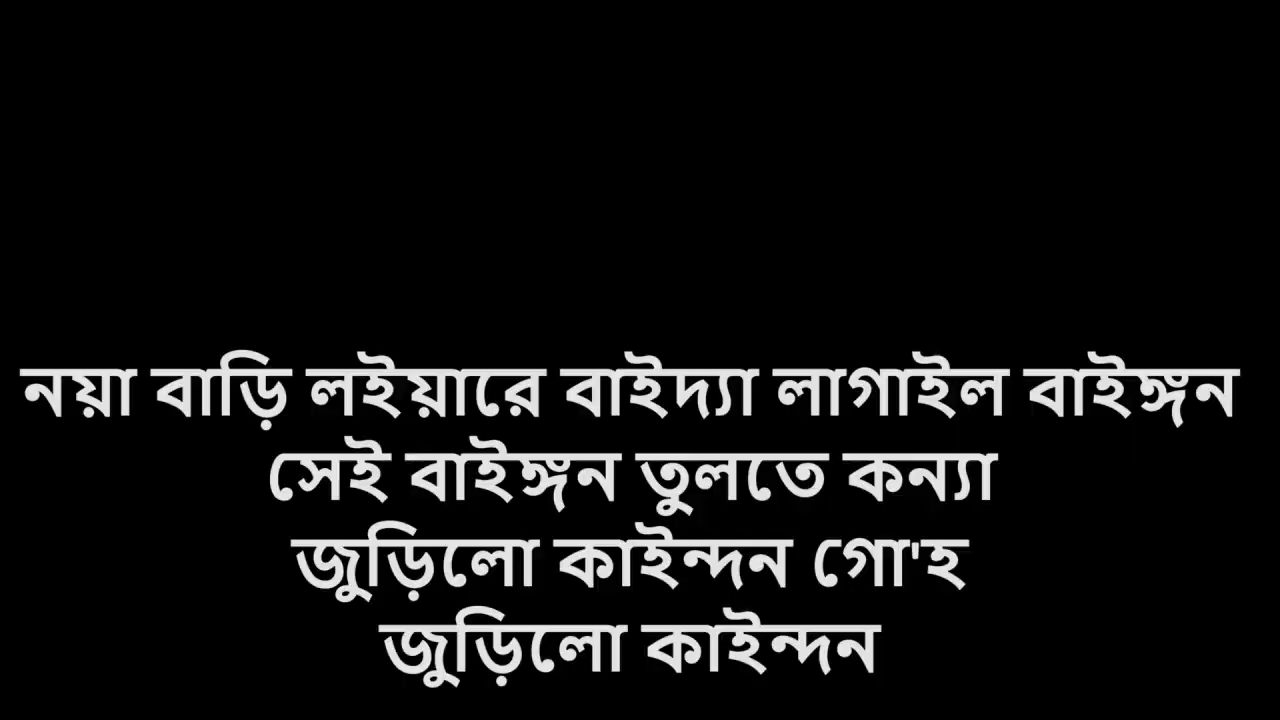 নয়া বাড়ি লইয়ারে বাইদ্যা লাগাইল বাইঙ্গন
সেই বাইঙ্গন তুলতে কন্যা
জুড়িলো কাইন্দন গো'হ
জুড়িলো কাইন্দন